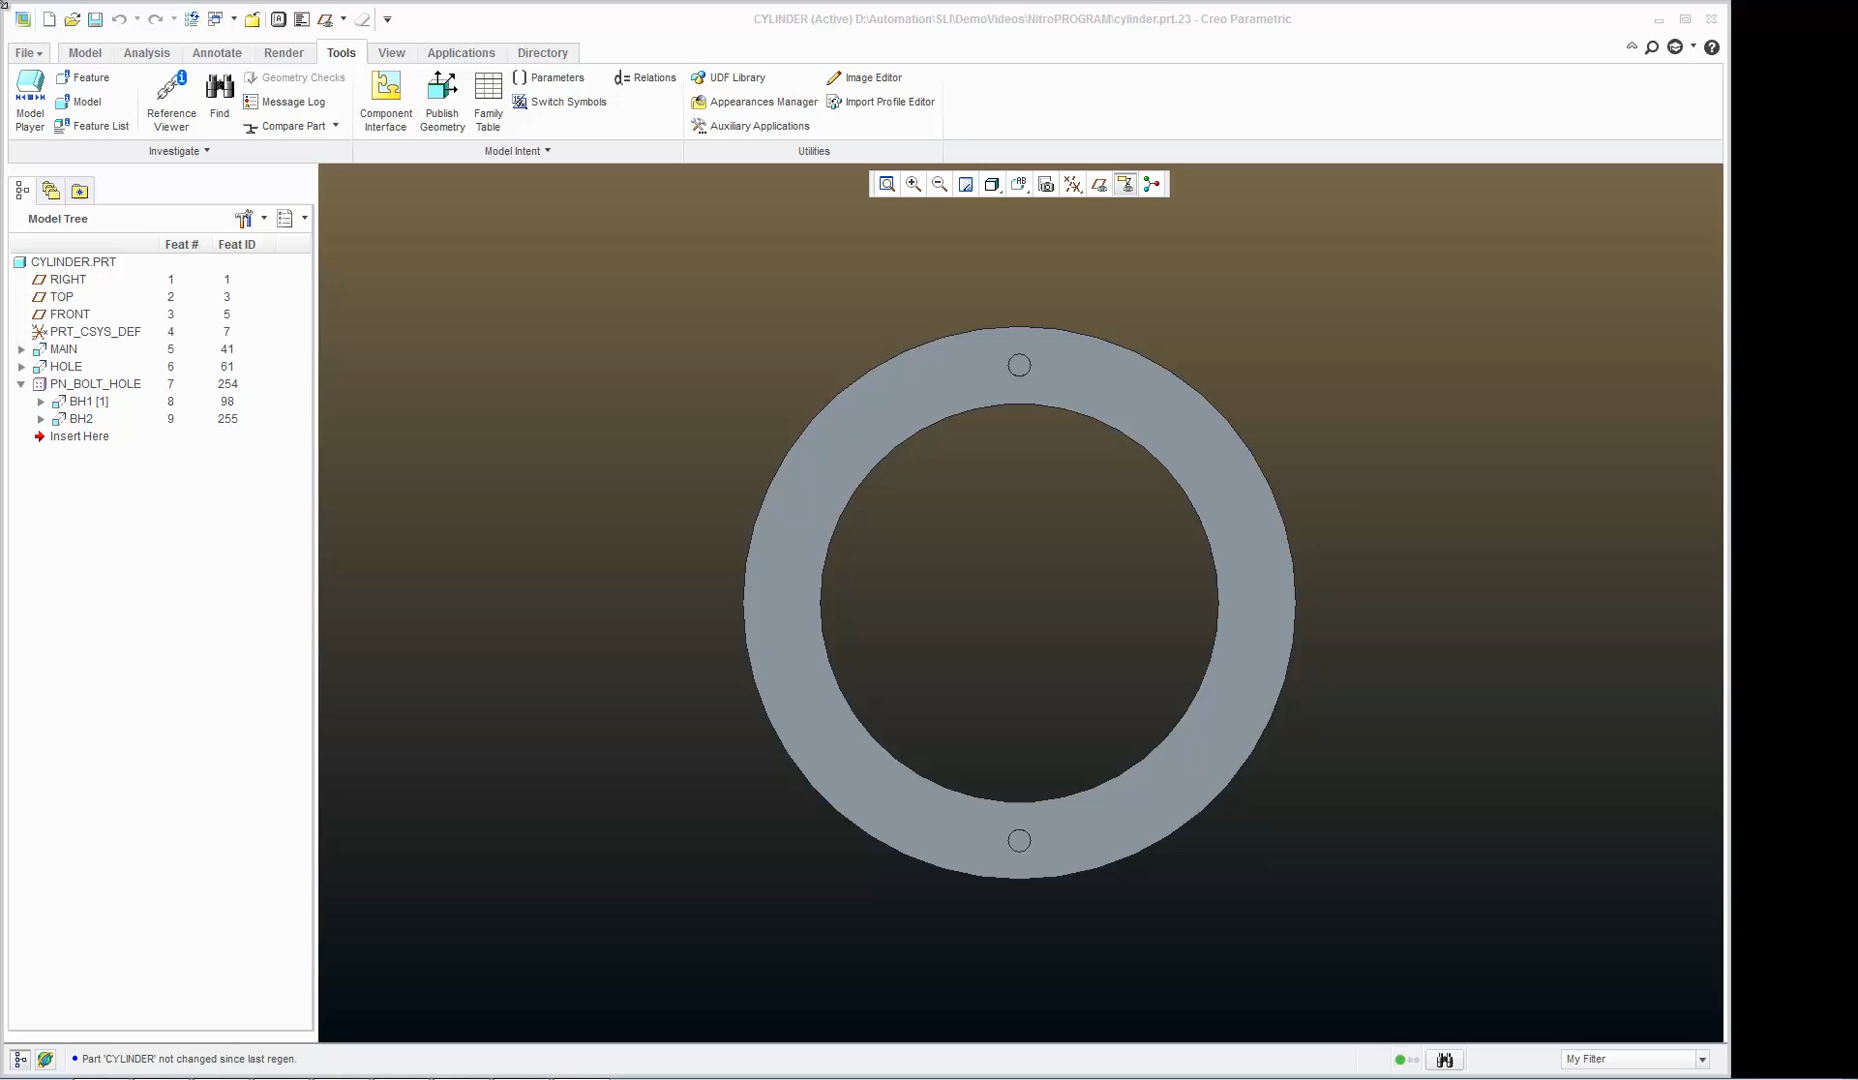 CYLINDER (Active) D:\Automation\SLI\DemoVideos\NitroPROGRAM\cylinder.prt.23 - Creo Parametric
File Model Analysis Annotate Render Tools View Applications Directory
Model Player
Feature
Model
Feature List
Reference Viewer
Find
Geometry Checks
Message Log
Compare Part
Investigate
Component Interface
Publish Geometry
Family Table
Parameters
Switch Symbols
d= Relations
Model Intent
UDF Library
Appearances Manager
Auxiliary Applications
Image Editor
Import Profile Editor
Utilities
Model Tree
Feat # Feat ID
CYLINDER.PRT
RIGHT 1 1
TOP 2 3
FRONT 3 5
PRT_CSYS_DEF 4 7
MAIN 5 41
HOLE 6 61
PN_BOLT_HOLE 7 254
BH1 [1] 8 98
BH2 9 255
Insert Here
Part 'CYLINDER' not changed since last regen.
My Filter